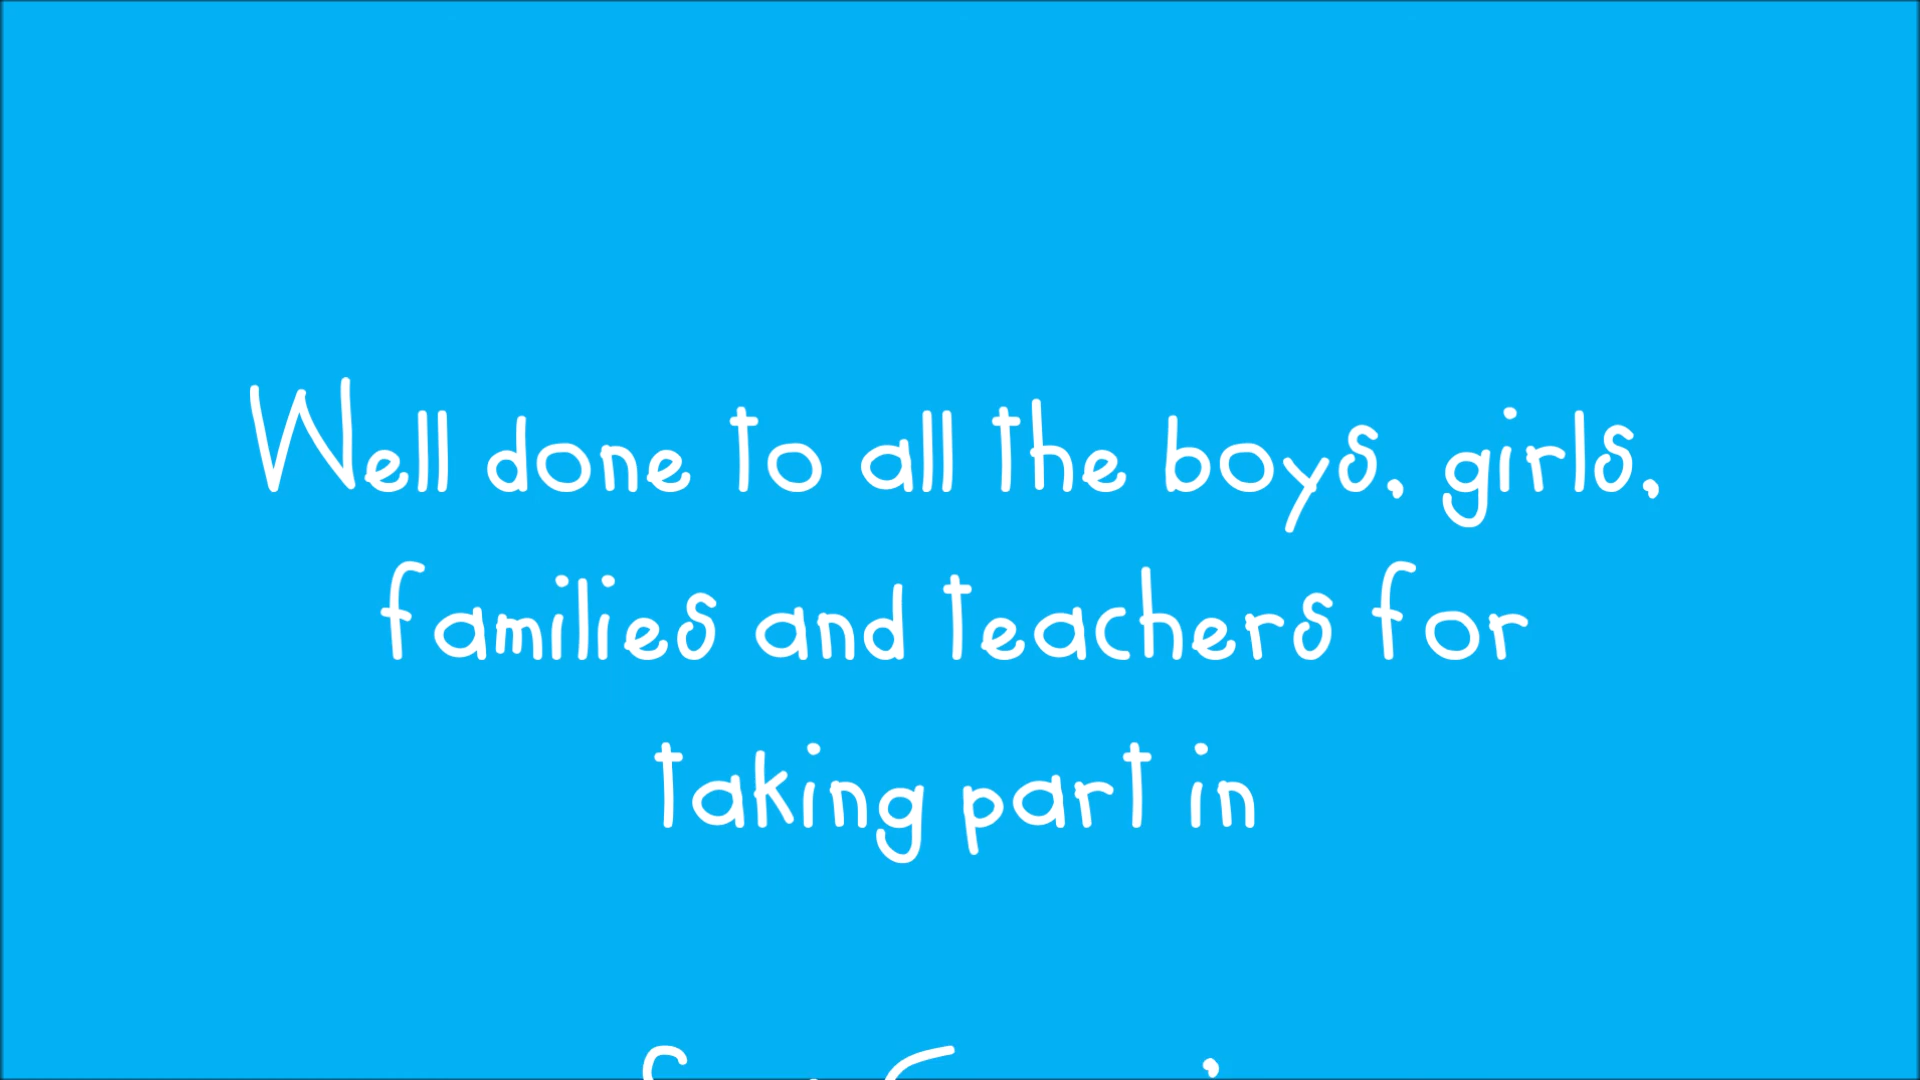 Well done to all the boys, girls,
families and teachers for
taking part in